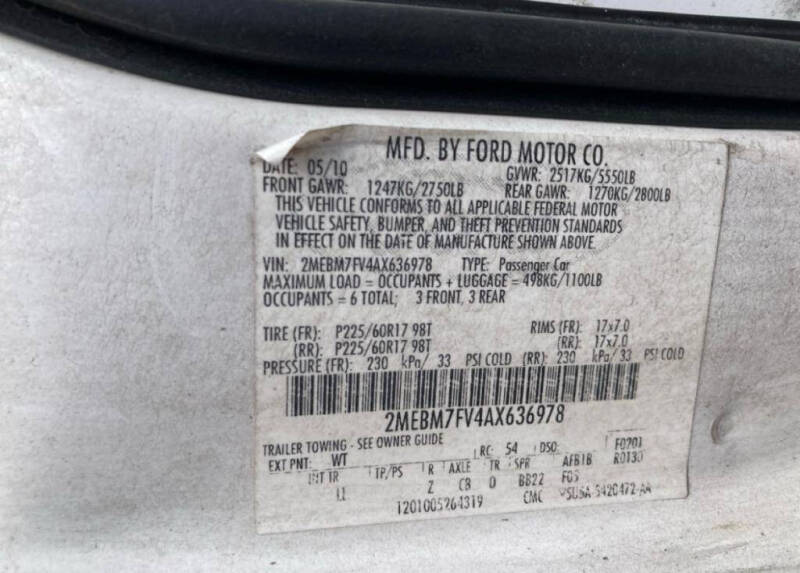 MFD. BY FORD MOTOR CO.
DATE: 05/10 GVWR: 2517KG/5550LB
FRONT GAWR: 1247KG/2750LB REAR GAWR: 1270KG/2800LB
THIS VEHICLE CONFORMS TO ALL APPLICABLE FEDERAL MOTOR
VEHICLE SAFETY, BUMPER, AND THEFT PREVENTION STANDARDS
IN EFFECT ON THE DATE OF MANUFACTURE SHOWN ABOVE.
VIN: 2MEBM7FV4AX636978 TYPE: Passenger Car
MAXIMUM LOAD = OCCUPANTS + LUGGAGE = 498KG/1100LB
OCCUPANTS = 6 TOTAL; 3 FRONT, 3 REAR
TIRE (FR): P225/60R17 98T RIMS (FR): 17x7.0
(RR): P225/60R17 98T (RR): 17x7.0
PRESSURE (FR): 230 kPa/ 33 PSI COLD (RR): 230 kPa/ 33 PSI COLD
2MEBM7FV4AX636978
TRAILER TOWING - SEE OWNER GUIDE
EXT PNT: WT RC: 54 DSO: F0201
INT TR TP/PS R AXLE TR SPR AFB1B R0130
Z C8 BB22
1201005264319 CMC